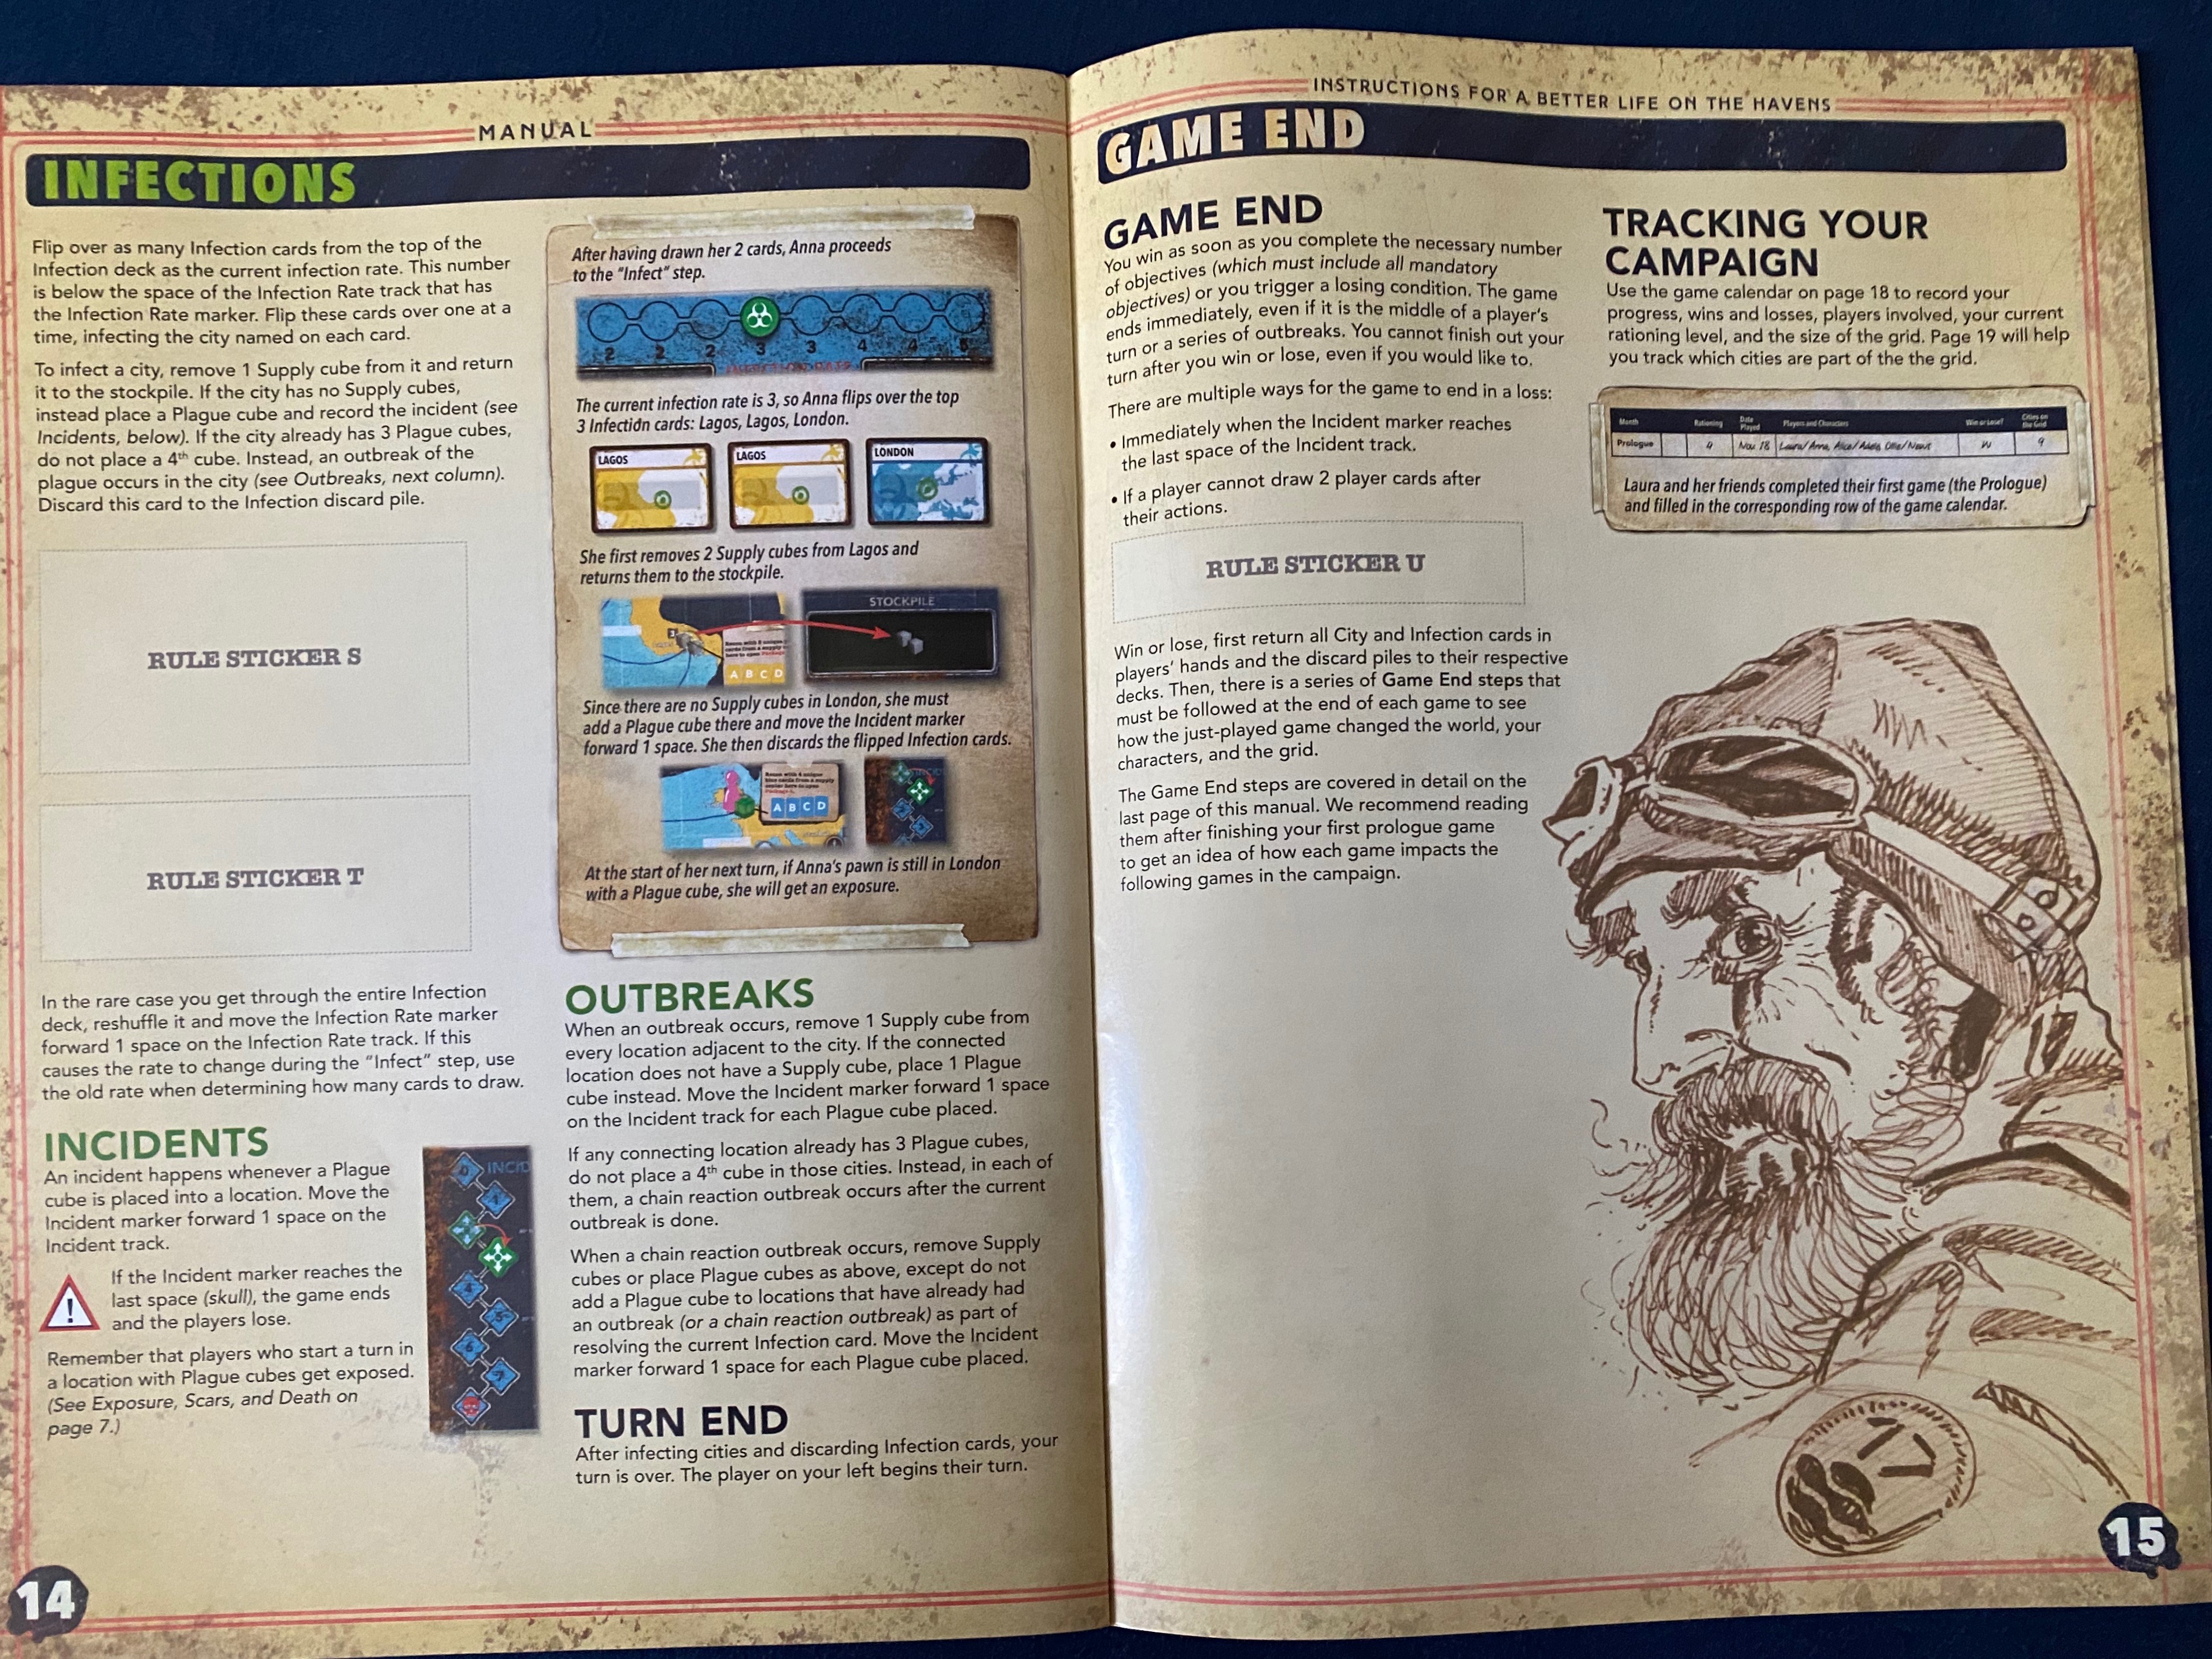 MANUAL
INFECTIONS
Flip over as many Infection cards from the top of the
Infection deck as the current infection rate. This number
is below the space of the Infection Rate track that has
the Infection Rate marker. Flip these cards over one at a
time, infecting the city named on each card.
To infect a city, remove 1 Supply cube from it and return
it to the stockpile. If the city has no Supply cubes,
instead place a Plague cube and record the incident (see
Incidents, below). If the city already has 3 Plague cubes,
do not place a 4th cube. Instead, an outbreak of the
plague occurs in the city (see Outbreaks, next column).
Discard this card to the Infection discard pile.
RULE STICKER S
RULE STICKER T
In the rare case you get through the entire Infection
deck, reshuffle it and move the Infection Rate marker
forward 1 space on the Infection Rate track. If this
causes the rate to change during the "Infect" step, use
the old rate when determining how many cards to draw.
INCIDENTS
An incident happens whenever a Plague
cube is placed into a location. Move the
Incident marker forward 1 space on the
Incident track.
If the Incident marker reaches the
last space (skull), the game ends
and the players lose.
Remember that players who start a turn in
a location with Plague cubes get exposed.
(See Exposure, Scars, and Death on
page 7.)
0 INCID
1
4
5
6
7
14
After having drawn her 2 cards, Anna proceeds
to the "Infect" step.
2 2 2 3 3 4 4 5
The current infection rate is 3, so Anna flips over the top
3 Infection cards: Lagos, Lagos, London.
LAGOS LAGOS LONDON
She first removes 2 Supply cubes from Lagos and
returns them to the stockpile.
STOCKPILE
A B C D
Since there are no Supply cubes in London, she must
add a Plague cube there and move the Incident marker
forward 1 space. She then discards the flipped Infection cards.
A B C D
At the start of her next turn, if Anna's pawn is still in London
with a Plague cube, she will get an exposure.
OUTBREAKS
When an outbreak occurs, remove 1 Supply cube from
every location adjacent to the city. If the connected
location does not have a Supply cube, place 1 Plague
cube instead. Move the Incident marker forward 1 space
on the Incident track for each Plague cube placed.
If any connecting location already has 3 Plague cubes,
do not place a 4th cube in those cities. Instead, in each of
them, a chain reaction outbreak occurs after the current
outbreak is done.
When a chain reaction outbreak occurs, remove Supply
cubes or place Plague cubes as above, except do not
add a Plague cube to locations that have already had
an outbreak (or a chain reaction outbreak) as part of
resolving the current Infection card. Move the Incident
marker forward 1 space for each Plague cube placed.
TURN END
After infecting cities and discarding Infection cards, your
turn is over. The player on your left begins their turn.
INSTRUCTIONS FOR A BETTER LIFE ON THE HAVENS
GAME END
GAME END
You win as soon as you complete the necessary number
of objectives (which must include all mandatory
objectives) or you trigger a losing condition. The game
ends immediately, even if it is the middle of a player's
turn or a series of outbreaks. You cannot finish out your
turn after you win or lose, even if you would like to.
There are multiple ways for the game to end in a loss:
• Immediately when the Incident marker reaches
the last space of the Incident track.
• If a player cannot draw 2 player cards after
their actions.
RULE STICKER U
Win or lose, first return all City and Infection cards in
players' hands and the discard piles to their respective
decks. Then, there is a series of Game End steps that
must be followed at the end of each game to see
how the just-played game changed the world, your
characters, and the grid.
The Game End steps are covered in detail on the
last page of this manual. We recommend reading
them after finishing your first prologue game
to get an idea of how each game impacts the
following games in the campaign.
TRACKING YOUR
CAMPAIGN
Use the game calendar on page 18 to record your
progress, wins and losses, players involved, your current
rationing level, and the size of the grid. Page 19 will help
you track which cities are part of the the grid.
Month Rationing Date Played Players and Characters Win or Lose? Cities on the Grid
Prologue 4 Nov 18 Laura/Anna, Alice/Adela, Ollie/Nawt W 9
Laura and her friends completed their first game (the Prologue)
and filled in the corresponding row of the game calendar.
15